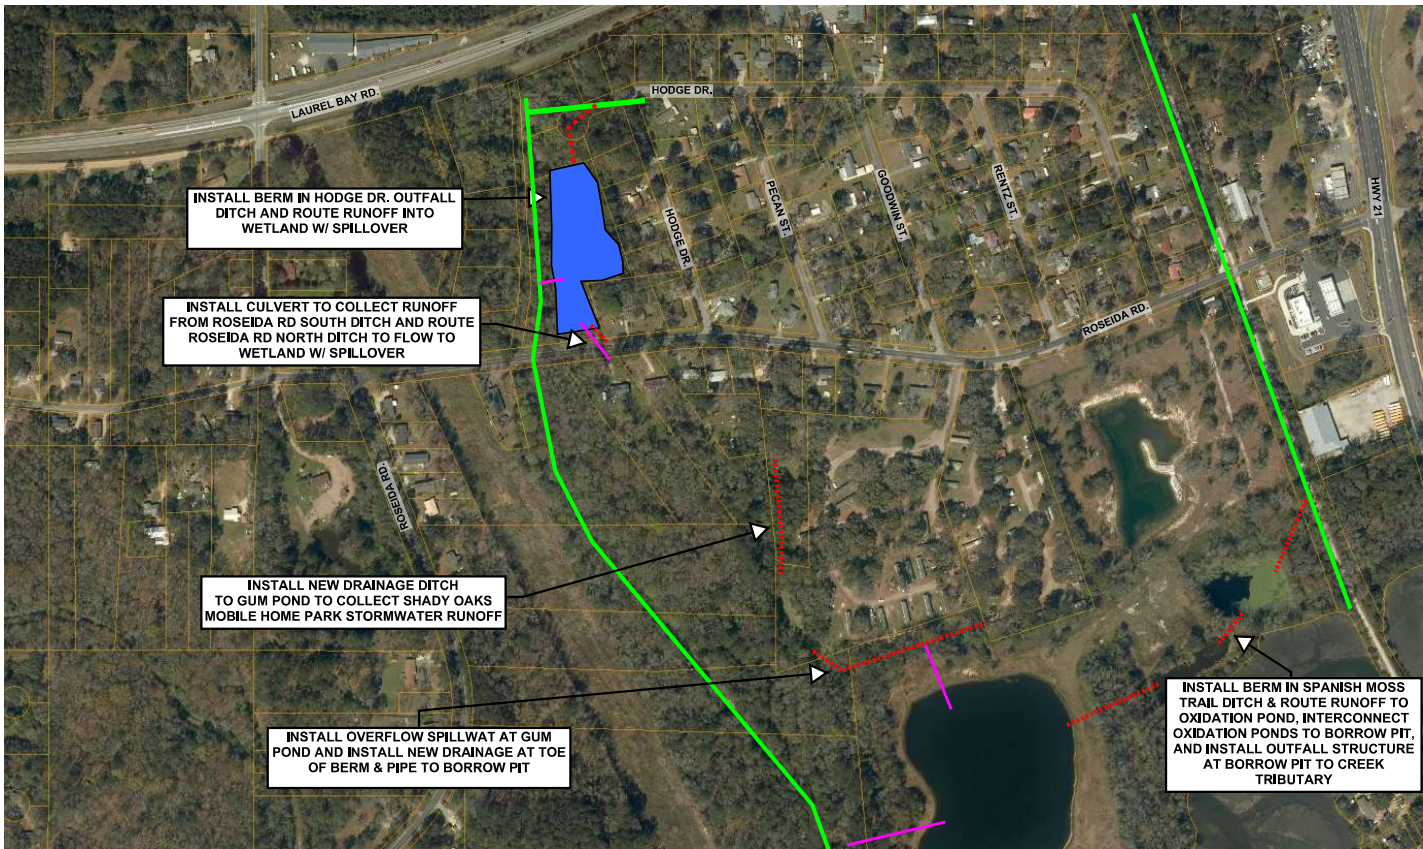 LAUREL BAY RD.
HODGE DR.
HWY 21
INSTALL BERM IN HODGE DR. OUTFALL
DITCH AND ROUTE RUNOFF INTO
WETLAND W/ SPILLOVER
PECAN ST.
GOODWIN ST.
RENTZ ST.
HODGE DR.
INSTALL CULVERT TO COLLECT RUNOFF
FROM ROSEIDA RD SOUTH DITCH AND ROUTE
ROSEIDA RD NORTH DITCH TO FLOW TO
WETLAND W/ SPILLOVER
ROSEIDA RD.
ROSEIDA RD.
INSTALL NEW DRAINAGE DITCH
TO GUM POND TO COLLECT SHADY OAKS
MOBILE HOME PARK STORMWATER RUNOFF
INSTALL OVERFLOW SPILLWAT AT GUM
POND AND INSTALL NEW DRAINAGE AT TOE
OF BERM & PIPE TO BORROW PIT
INSTALL BERM IN SPANISH MOSS
TRAIL DITCH & ROUTE RUNOFF TO
OXIDATION POND, INTERCONNECT
OXIDATION PONDS TO BORROW PIT,
AND INSTALL OUTFALL STRUCTURE
AT BORROW PIT TO CREEK
TRIBUTARY